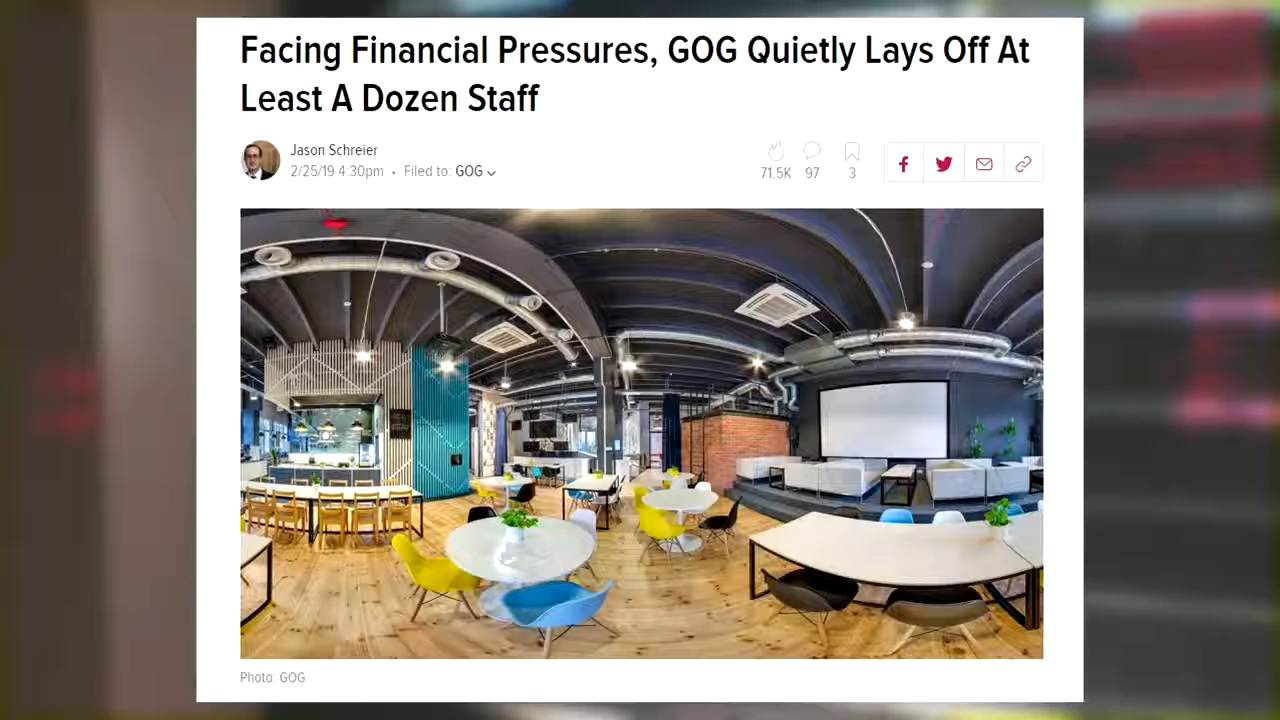 Facing Financial Pressures, GOG Quietly Lays Off At
Least A Dozen Staff
Jason Schreier
2/25/19 4:30pm • Filed to: GOG
71.5K 97 3
Photo: GOG